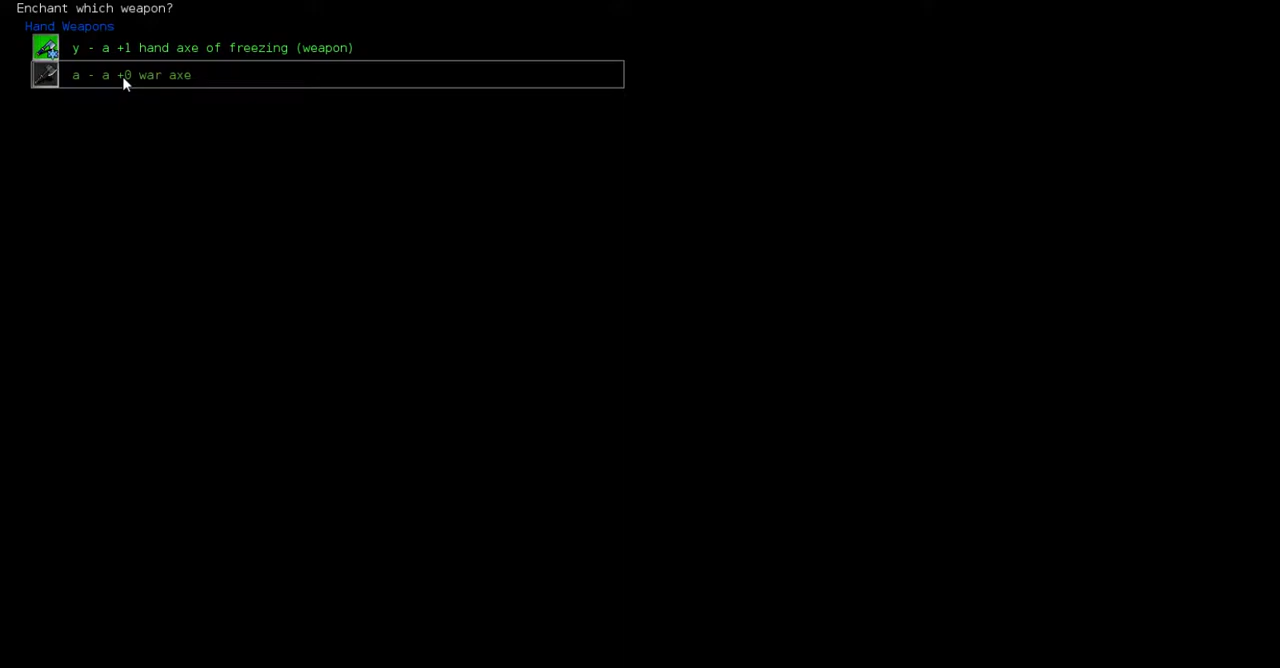 Enchant which weapon?
Hand Weapons
y - a +1 hand axe of freezing (weapon)
a - a +0 war axe